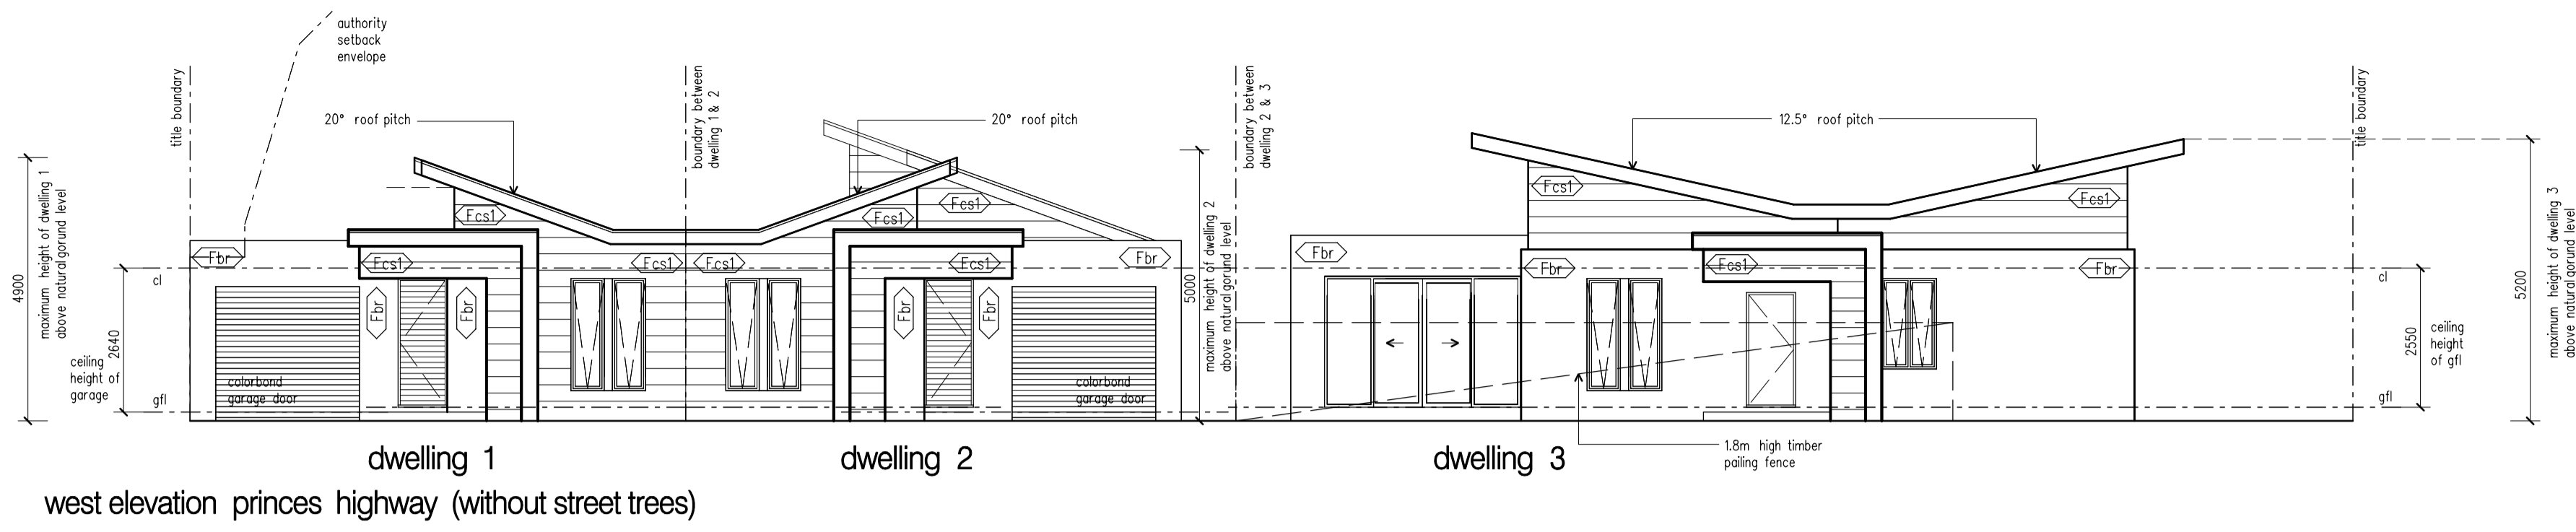 authority
setback
envelope
title boundary
20° roof pitch
boundary between
dwelling 1 & 2
20° roof pitch
boundary between
dwelling 2 & 3
12.5° roof pitch
title boundary
4900
maximum height of dwelling 1
above natural gorund level
Fcs1
Fcs1
Fcs1
Fbr
Fcs1
Fcs1
Fcs1
Fcs1
Fbr
5000
maximum height of dwelling 2
above natural gorund level
Fcs1
Fcs1
Fbr
Fbr
Fcs1
Fbr
5200
maximum height of dwelling 3
above natural gorund level
cl
cl
Fbr
Fbr
Fbr
Fbr
2640
ceiling
height of
garage
gfl
colorbond
garage door
colorbond
garage door
2550
ceiling
height
of gfl
gfl
1.8m high timber
pailing fence
dwelling 1
dwelling 2
dwelling 3
west elevation princes highway (without street trees)